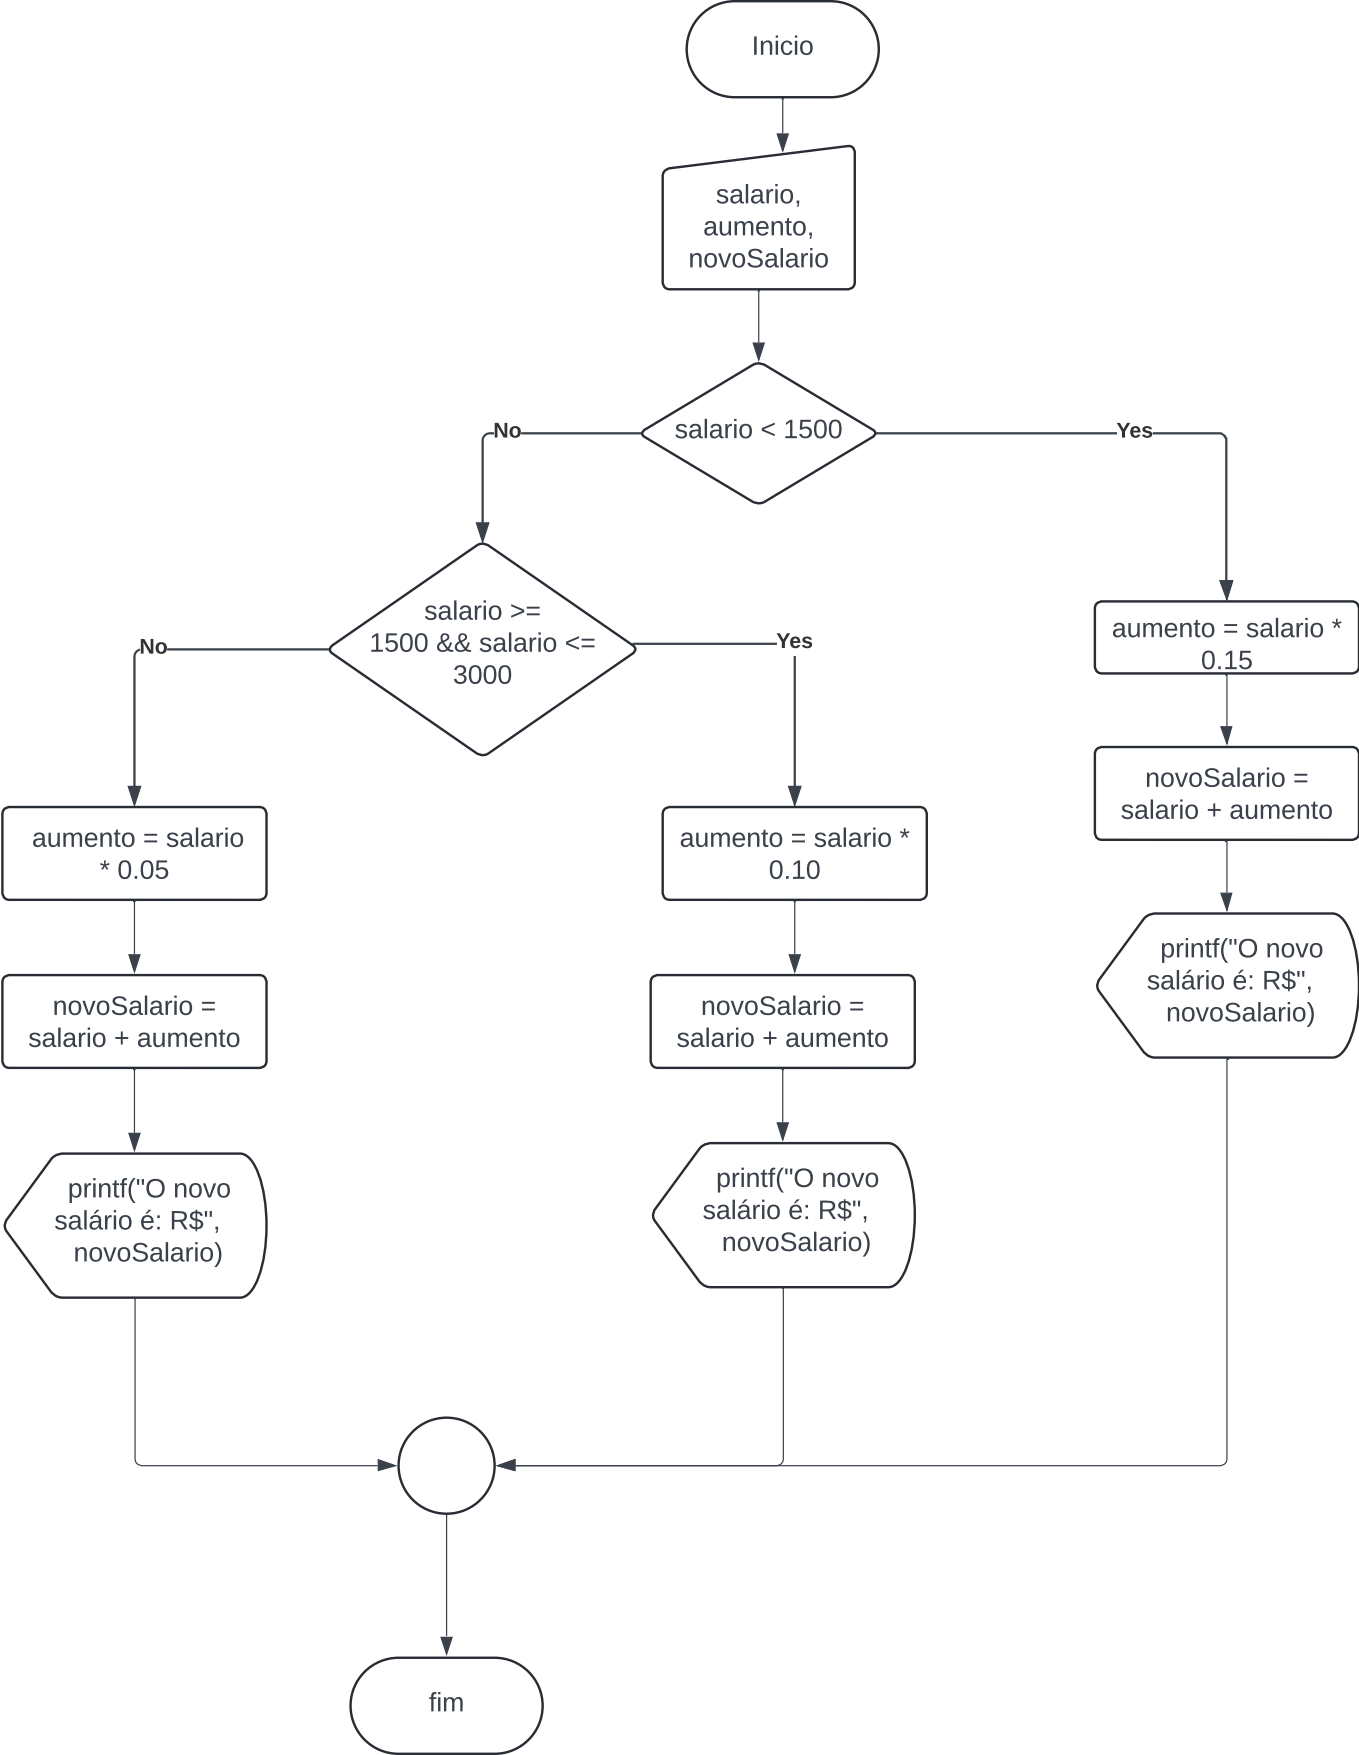 Inicio
salario,
aumento,
novoSalario
salario < 1500
No
Yes
salario >=
1500 && salario <=
3000
No
Yes
aumento = salario *
0.15
novoSalario =
salario + aumento
printf("O novo
salário é: R$",
novoSalario)
aumento = salario
* 0.05
novoSalario =
salario + aumento
printf("O novo
salário é: R$",
novoSalario)
aumento = salario *
0.10
novoSalario =
salario + aumento
printf("O novo
salário é: R$",
novoSalario)
fim